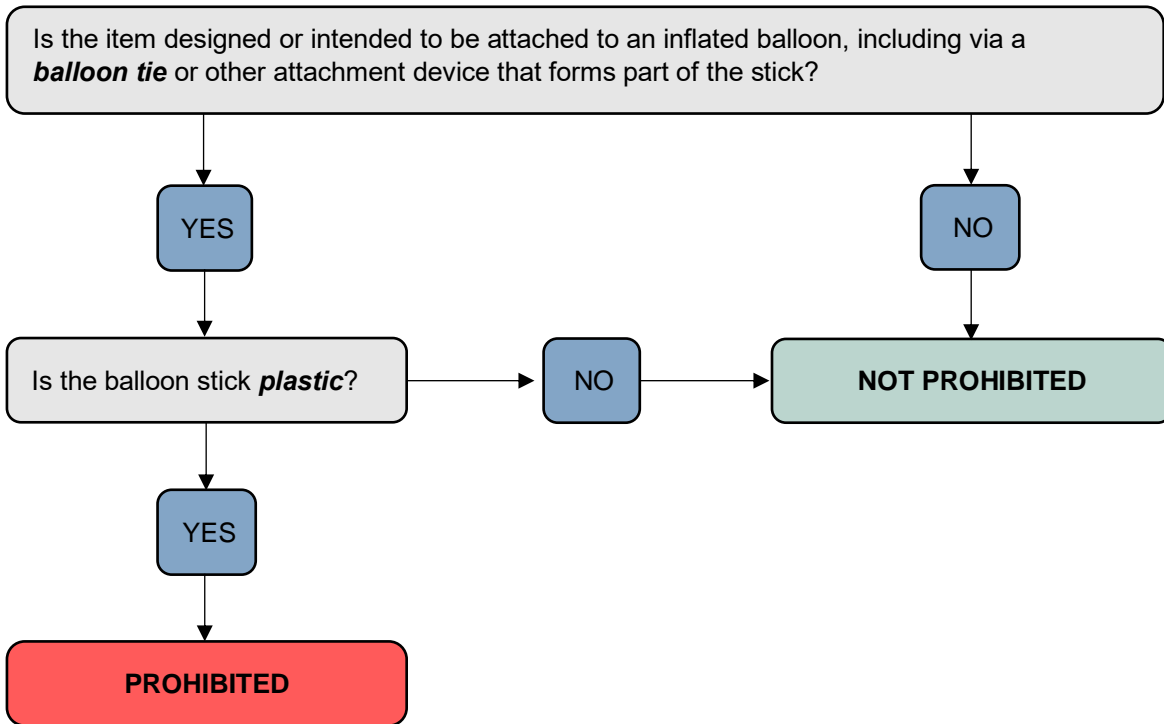 Is the item designed or intended to be attached to an inflated balloon, including via a
balloon tie or other attachment device that forms part of the stick?
YES
NO
Is the balloon stick plastic?
NO
NOT PROHIBITED
YES
PROHIBITED